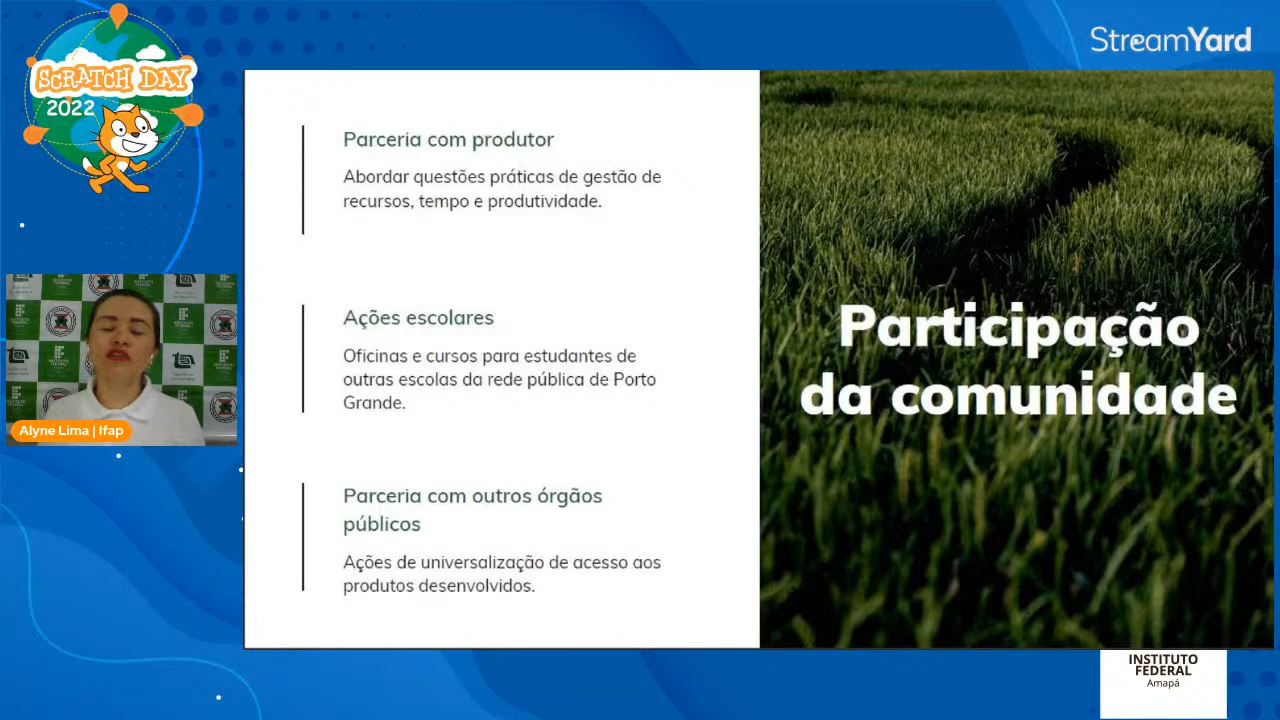 SCRATCH DAY
2022
StreamYard
Parceria com produtor
Abordar questões práticas de gestão de
recursos, tempo e produtividade.
Ações escolares
Oficinas e cursos para estudantes de
outras escolas da rede pública de Porto
Grande.
Parceria com outros órgãos
públicos
Ações de universalização de acesso aos
produtos desenvolvidos.
Participação
da comunidade
Alyne Lima | Ifap
INSTITUTO
FEDERAL
Amapá